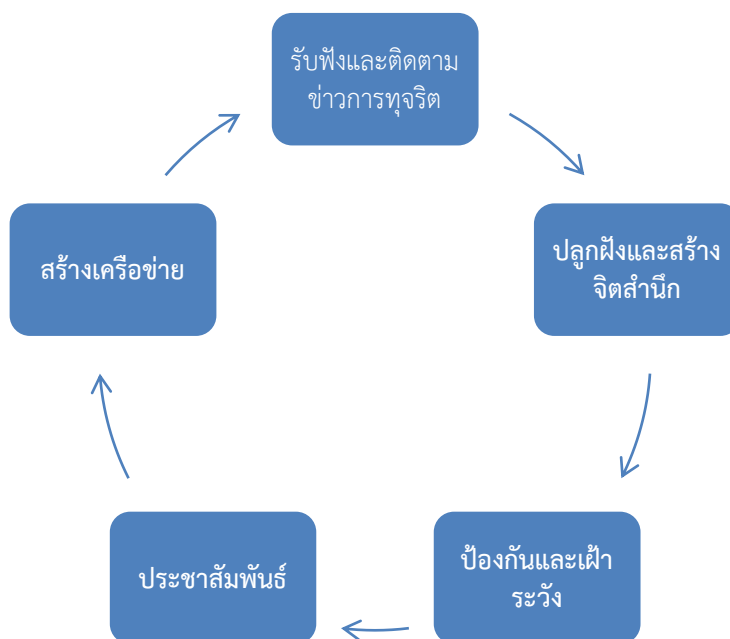 รับฟังและติดตาม
ข่าวการทุจริต
ปลูกฝังและสร้าง
จิตสำนึก
ป้องกันและเฝ้า
ระวัง
ประชาสัมพันธ์
สร้างเครือข่าย